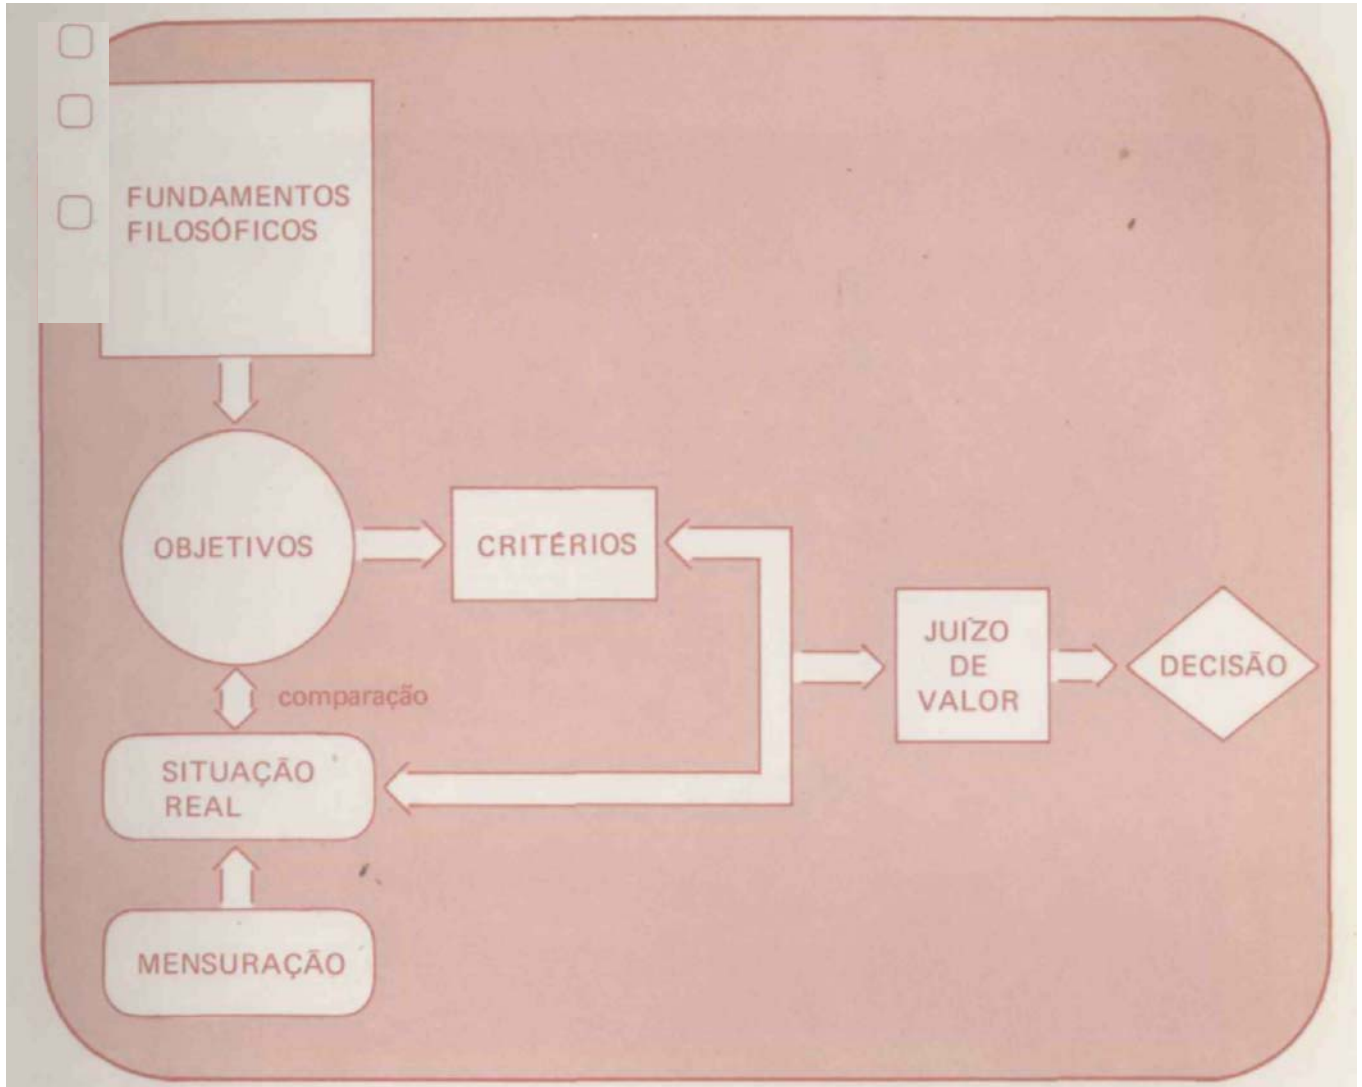 FUNDAMENTOS
FILOSÓFICOS
OBJETIVOS
CRITÉRIOS
comparação
SITUAÇÃO
REAL
MENSURAÇÃO
JUÍZO
DE
VALOR
DECISÃO